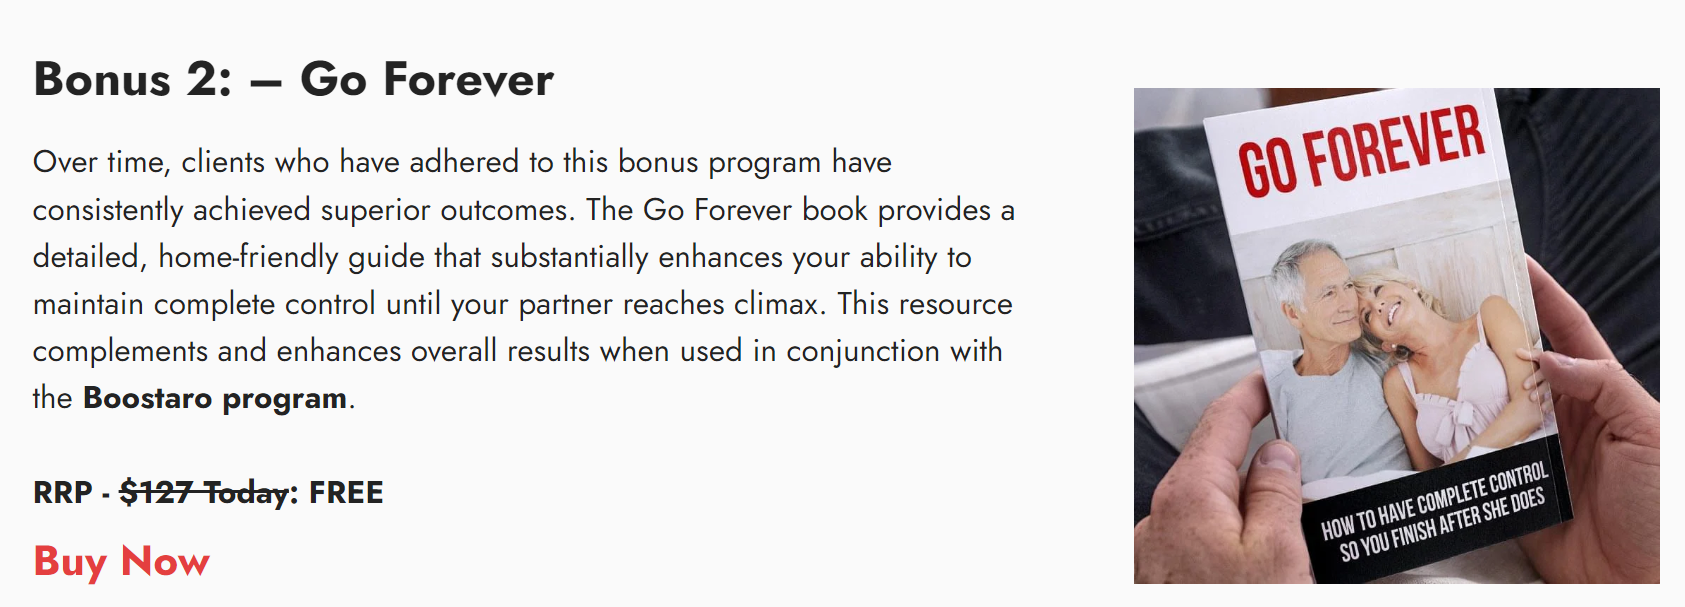 Bonus 2: – Go Forever
Over time, clients who have adhered to this bonus program have
consistently achieved superior outcomes. The Go Forever book provides a
detailed, home-friendly guide that substantially enhances your ability to
maintain complete control until your partner reaches climax. This resource
complements and enhances overall results when used in conjunction with
the Boostaro program.
RRP - $127 Today: FREE
Buy Now
GO FOREVER
HOW TO HAVE COMPLETE CONTROL
SO YOU FINISH AFTER SHE DOES